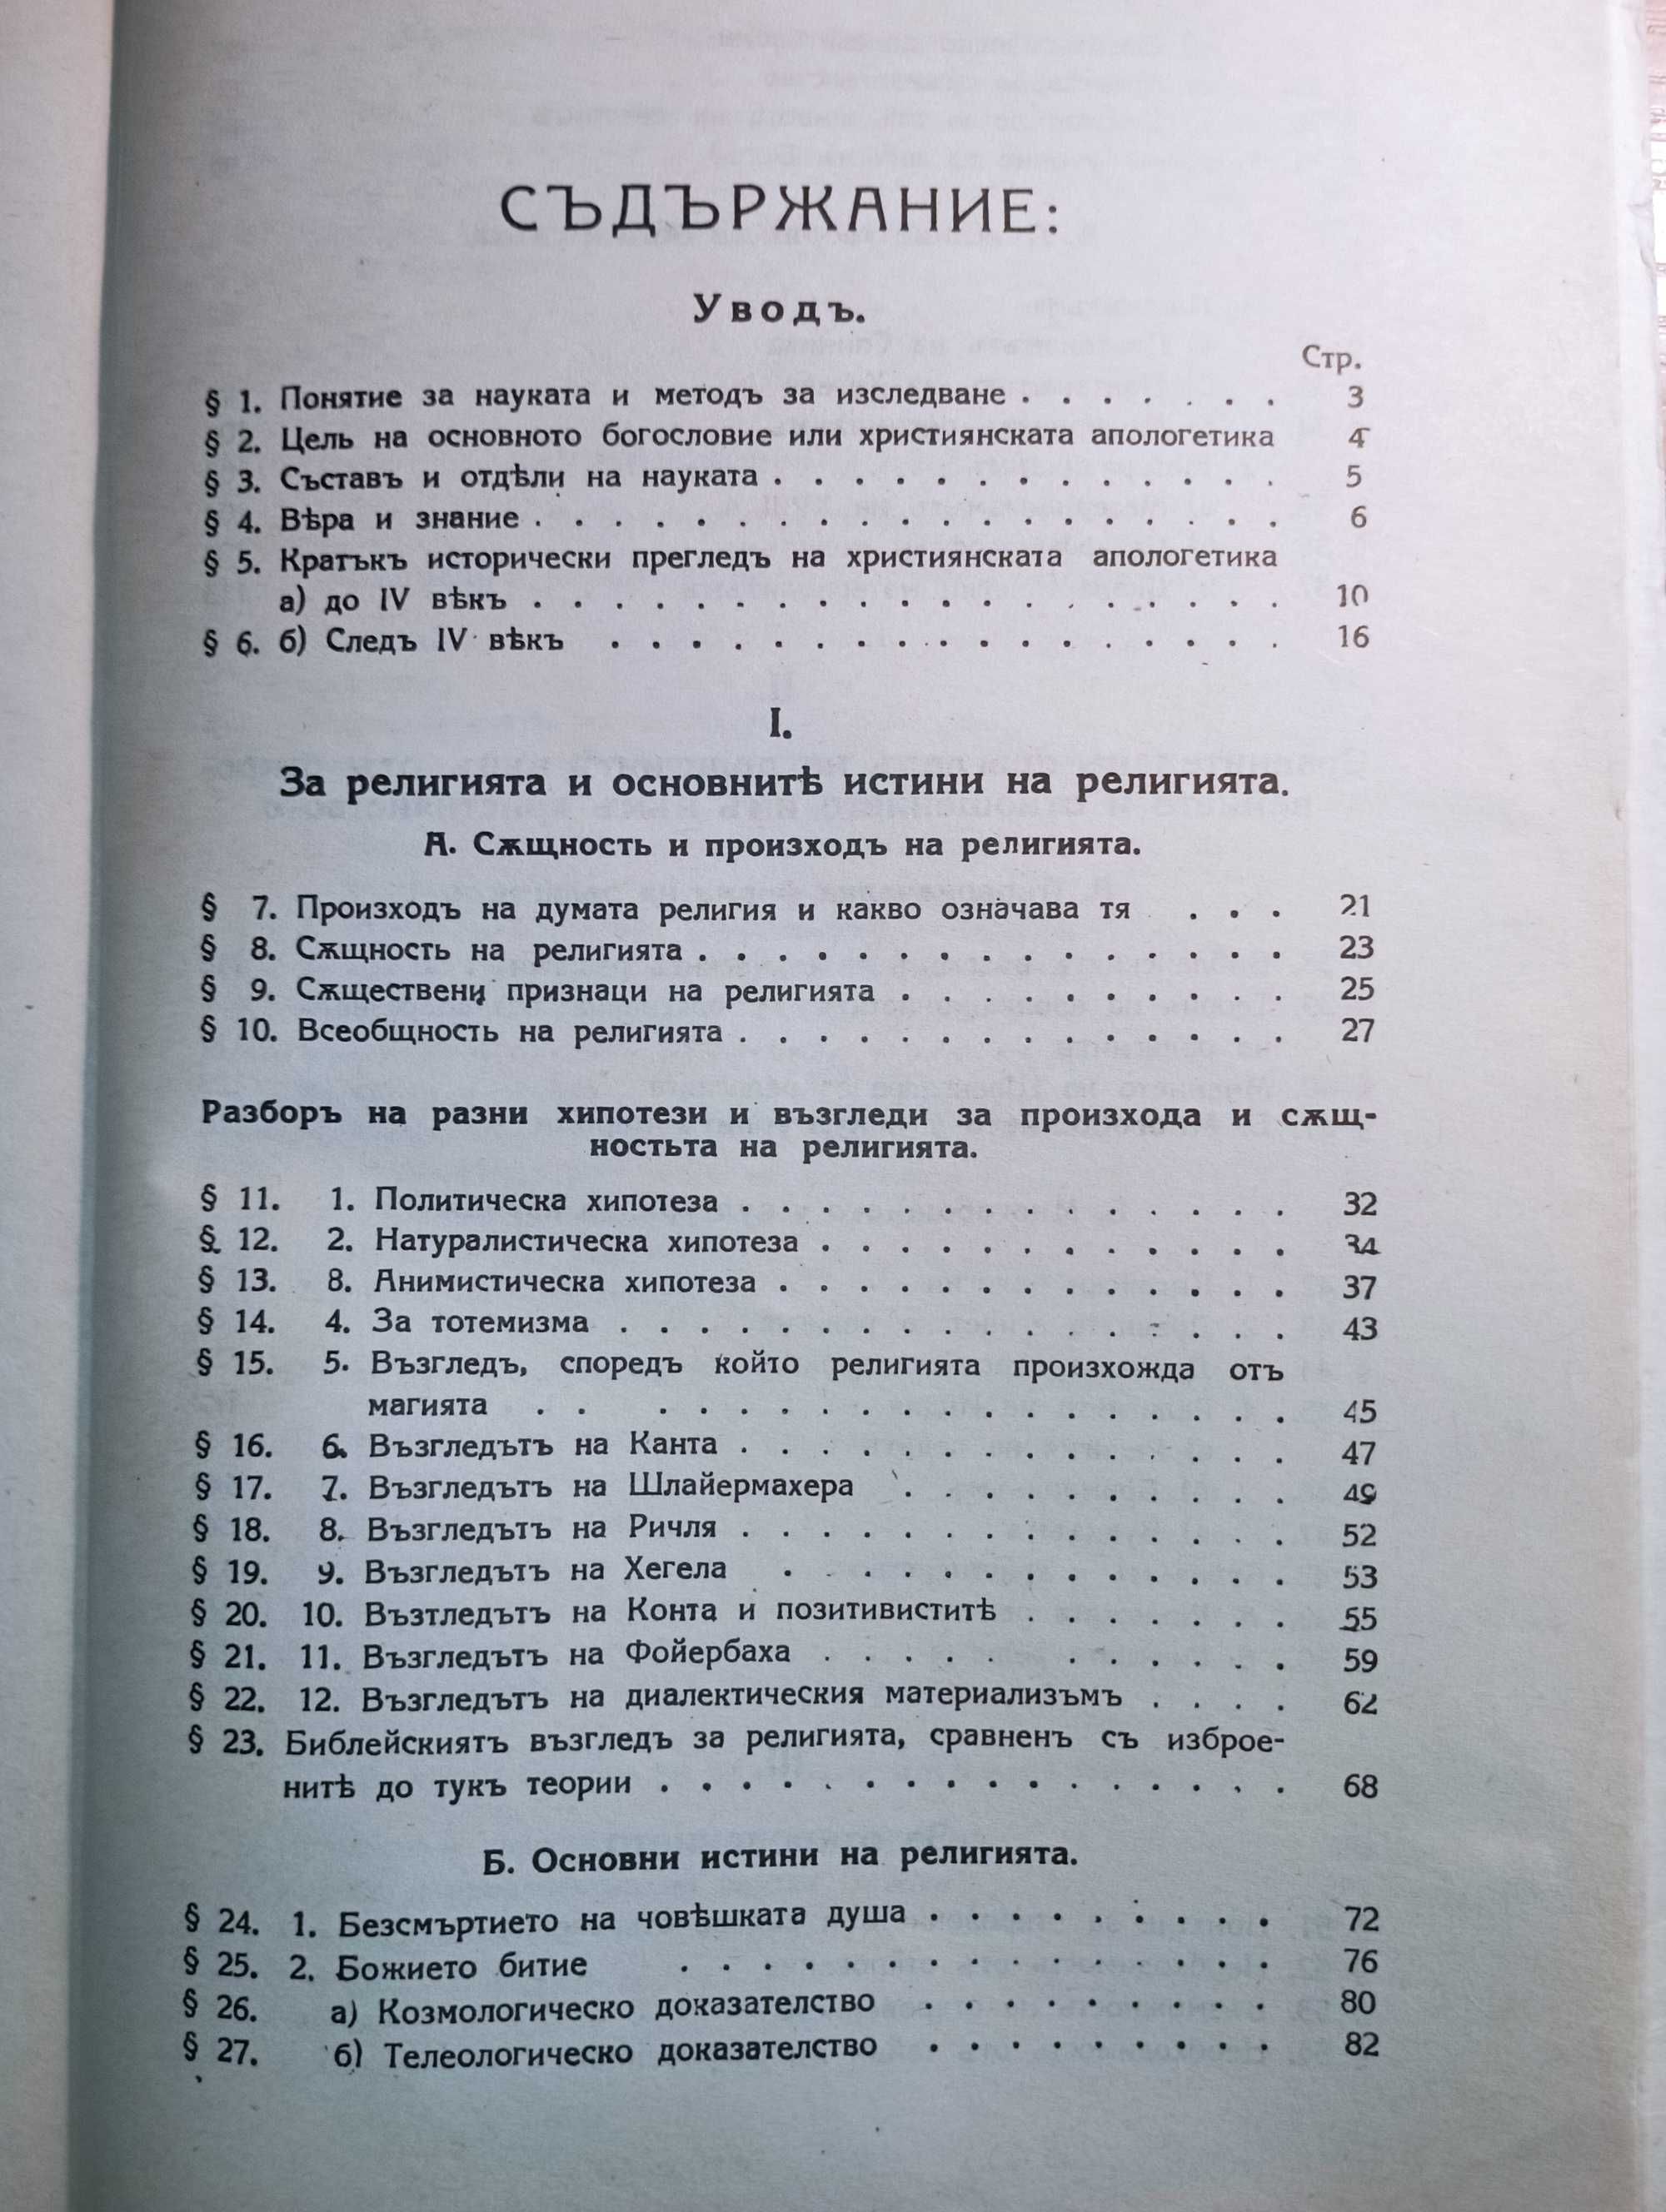 СЪДЪРЖАНИЕ:
Уводъ.
Стр.
§ 1. Понятие за науката и методъ за изследване . . . . . . . 3
§ 2. Цель на основното богословие или християнската апологетика 4
§ 3. Съставъ и отдѣли на науката . . . . . . . . . . . . . 5
§ 4. Вѣра и знание . . . . . . . . . . . . . . . . . . . 6
§ 5. Кратъкъ исторически прегледъ на християнската апологетика
а) до IV вѣкъ . . . . . . . . . . . . . . . . . . . 10
§ 6. б) Следъ IV вѣкъ . . . . . . . . . . . . . . . . . 16
I.
За религията и основнитѣ истини на религията.
А. Сѫщность и произходъ на религията.
§ 7. Произходъ на думата религия и какво означава тя . . . 21
§ 8. Сѫщность на религията . . . . . . . . . . . . . . . 23
§ 9. Сѫществени признаци на религията . . . . . . . . . . 25
§ 10. Всеобщность на религията . . . . . . . . . . . . . . 27
Разборъ на разни хипотези и възгледи за произхода и сѫщ-
ностьта на религията.
§ 11. 1. Политическа хипотеза . . . . . . . . . . . . . . 32
§ 12. 2. Натуралистическа хипотеза . . . . . . . . . . . . 34
§ 13. 8. Анимистическа хипотеза . . . . . . . . . . . . . 37
§ 14. 4. За тотемизма . . . . . . . . . . . . . . . . . 43
§ 15. 5. Възгледъ, споредъ който религията произхожда отъ
магията . . . . . . . . . . . . . . . . . . 45
§ 16. 6. Възгледътъ на Канта . . . . . . . . . . . . . . 47
§ 17. 7. Възгледътъ на Шлайермахера . . . . . . . . . . 49
§ 18. 8. Възгледътъ на Ричля . . . . . . . . . . . . . . 52
§ 19. 9. Възгледътъ на Хегела . . . . . . . . . . . . . 53
§ 20. 10. Възтледътъ на Конта и позитивиститѣ . . . . . . . 55
§ 21. 11. Възгледътъ на Фойербаха . . . . . . . . . . . 59
§ 22. 12. Възгледътъ на диалектическия материализъмъ . . . . 62
§ 23. Библейскиятъ възгледъ за религията, сравненъ съ изброе-
нитѣ до тукъ теории . . . . . . . . . . . . . . . . 68
Б. Основни истини на религията.
§ 24. 1. Безсмъртието на човѣшката душа . . . . . . . . . 72
§ 25. 2. Божието битие . . . . . . . . . . . . . . . 76
§ 26. а) Козмологическо доказателство . . . . . . . . . 80
§ 27. б) Телеологическо доказателство . . . . . . . . . 82